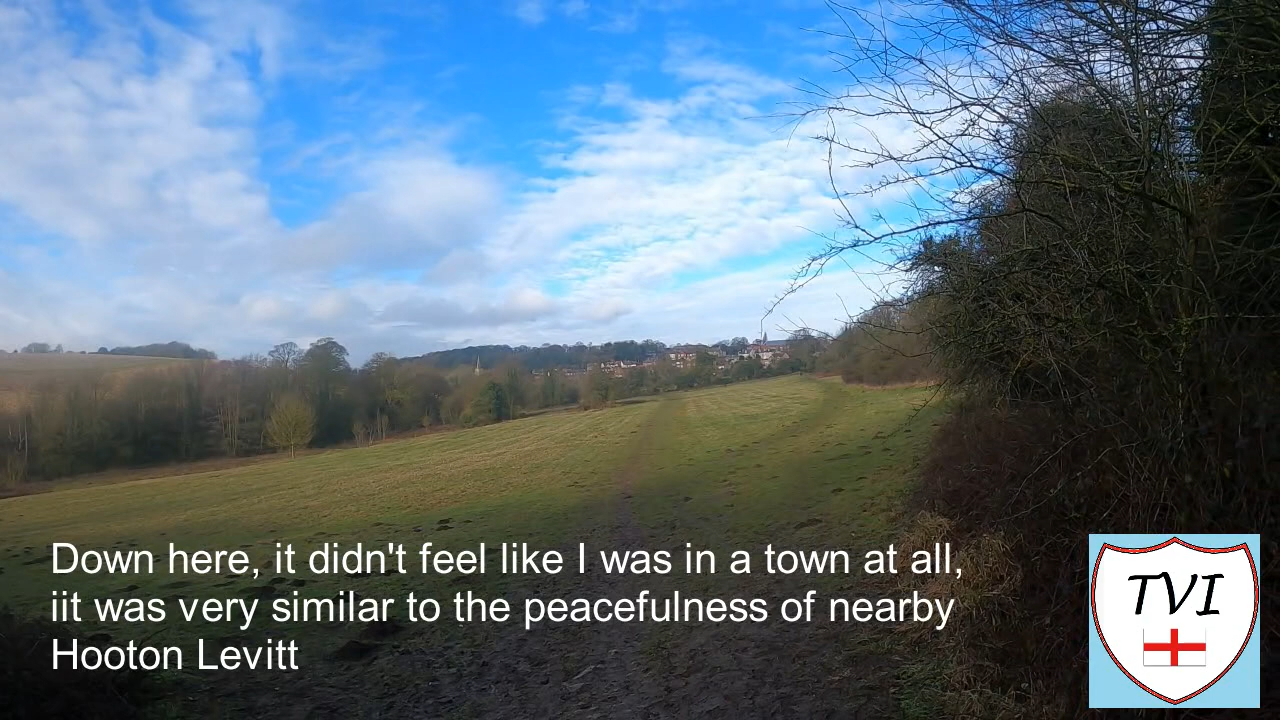 Down here, it didn't feel like I was in a town at all,
iit was very similar to the peacefulness of nearby
Hooton Levitt
TVI